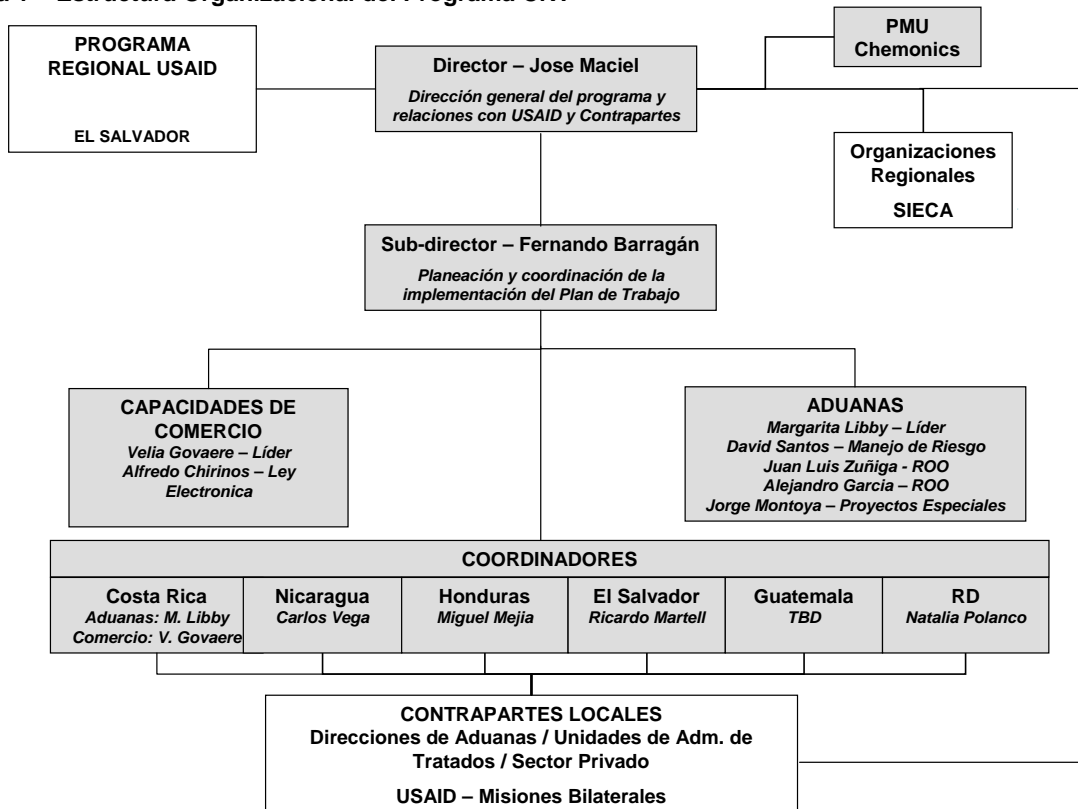 Estructura Organizacional del Programa
PMU
Chemonics
PROGRAMA
REGIONAL USAID
EL SALVADOR
Director – Jose Maciel
Dirección general del programa y
relaciones con USAID y Contrapartes
Organizaciones
Regionales
SIECA
Sub-director – Fernando Barragán
Planeación y coordinación de la
implementación del Plan de Trabajo
CAPACIDADES DE
COMERCIO
Velia Govaere – Líder
Alfredo Chirinos – Ley
Electronica
ADUANAS
Margarita Libby – Líder
David Santos – Manejo de Riesgo
Juan Luis Zuñiga - ROO
Alejandro Garcia – ROO
Jorge Montoya – Proyectos Especiales
COORDINADORES
Costa Rica
Aduanas: M. Libby
Comercio: V. Govaere
Nicaragua
Carlos Vega
Honduras
Miguel Mejia
El Salvador
Ricardo Martell
Guatemala
TBD
RD
Natalia Polanco
CONTRAPARTES LOCALES
Direcciones de Aduanas / Unidades de Adm. de
Tratados / Sector Privado
USAID – Misiones Bilaterales